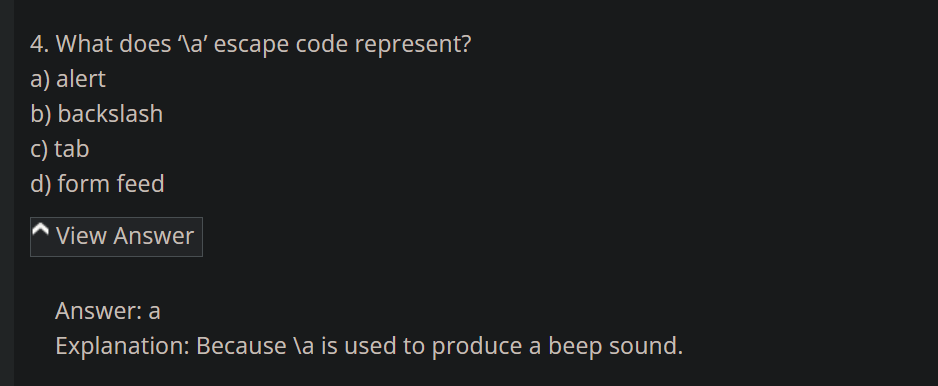 4. What does ‘\a’ escape code represent?
a) alert
b) backslash
c) tab
d) form feed
View Answer
Answer: a
Explanation: Because \a is used to produce a beep sound.